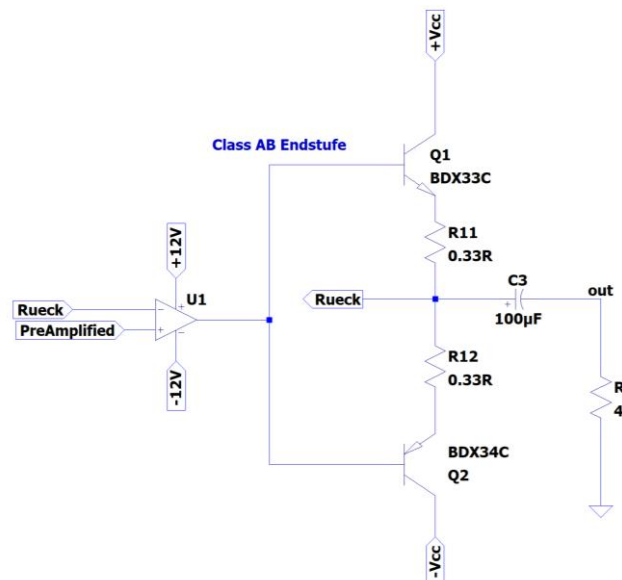 +Vcc
Class AB Endstufe
Q1
BDX33C
+12V
R11
0.33R
U1
C3
out
Rueck
Rueck
PreAmplified
100µF
-12V
R12
0.33R
R
4
BDX34C
Q2
-Vcc